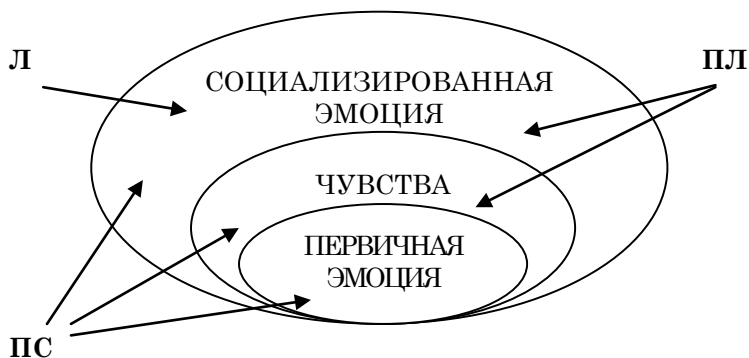 Л
ПЛ
СОЦИАЛИЗИРОВАННАЯ
ЭМОЦИЯ
ЧУВСТВА
ПЕРВИЧНАЯ
ЭМОЦИЯ
ПС